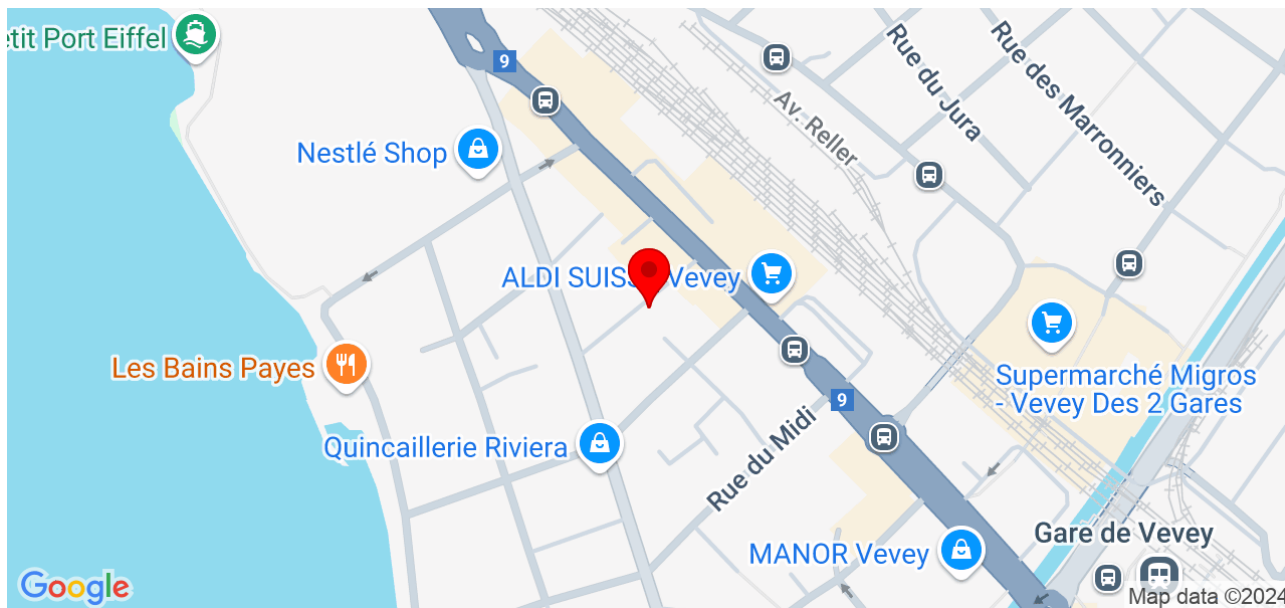 etit Port Eiffel
9
Rue du Jura
Rue des Marronniers
Av. Reller
Nestlé Shop
ALDI SUISS Vevey
Les Bains Payes
Supermarché Migros
- Vevey Des 2 Gares
9
Quincaillerie Riviera
Rue du Midi
MANOR Vevey
Gare de Vevey
Google
Map data ©2024